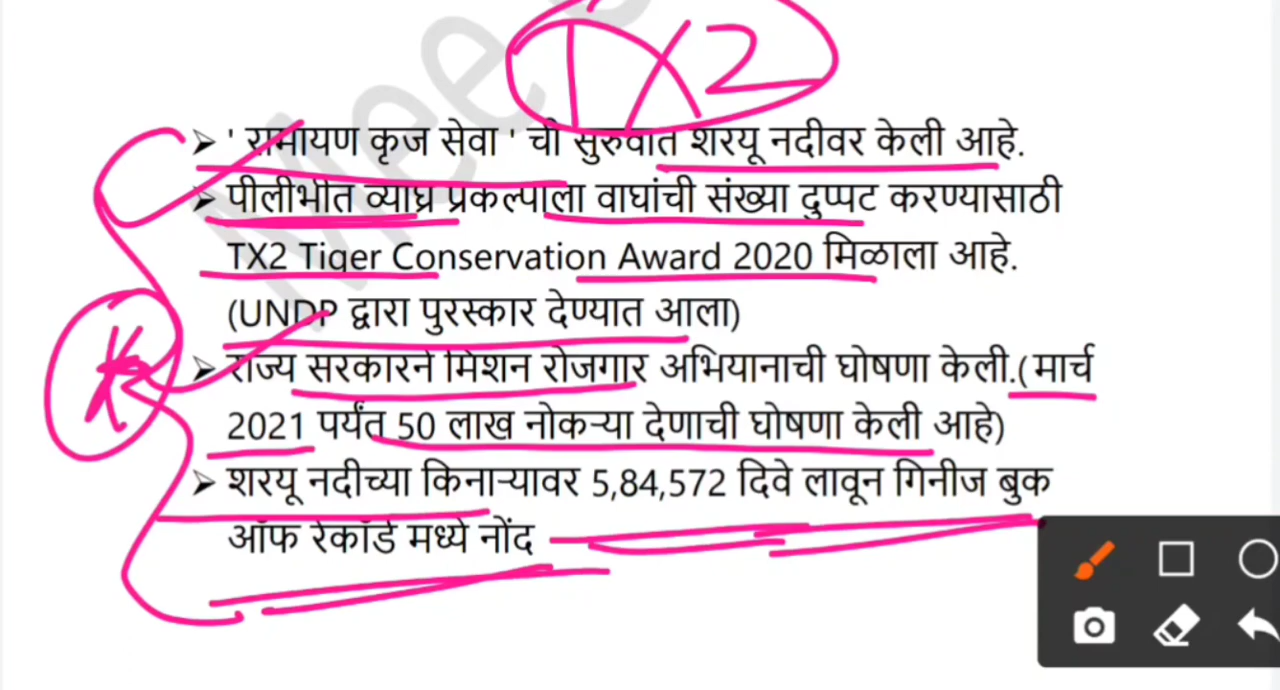 TX2
➤ ' रामायण कृज सेवा ' ची सुरुवात शरयू नदीवर केली आहे.
➤ पीलीभीत व्याघ्र प्रकल्पाला वाघांची संख्या दुप्पट करण्यासाठी
TX2 Tiger Conservation Award 2020 मिळाला आहे.
(UNDP द्वारा पुरस्कार देण्यात आला)
➤ राज्य सरकारने मिशन रोजगार अभियानाची घोषणा केली.( मार्च
2021 पर्यंत 50 लाख नोकऱ्या देणाची घोषणा केली आहे)
➤ शरयू नदीच्या किनाऱ्यावर 5,84,572 दिवे लावून गिनीज बुक
ऑफ रेकॉर्ड मध्ये नोंद